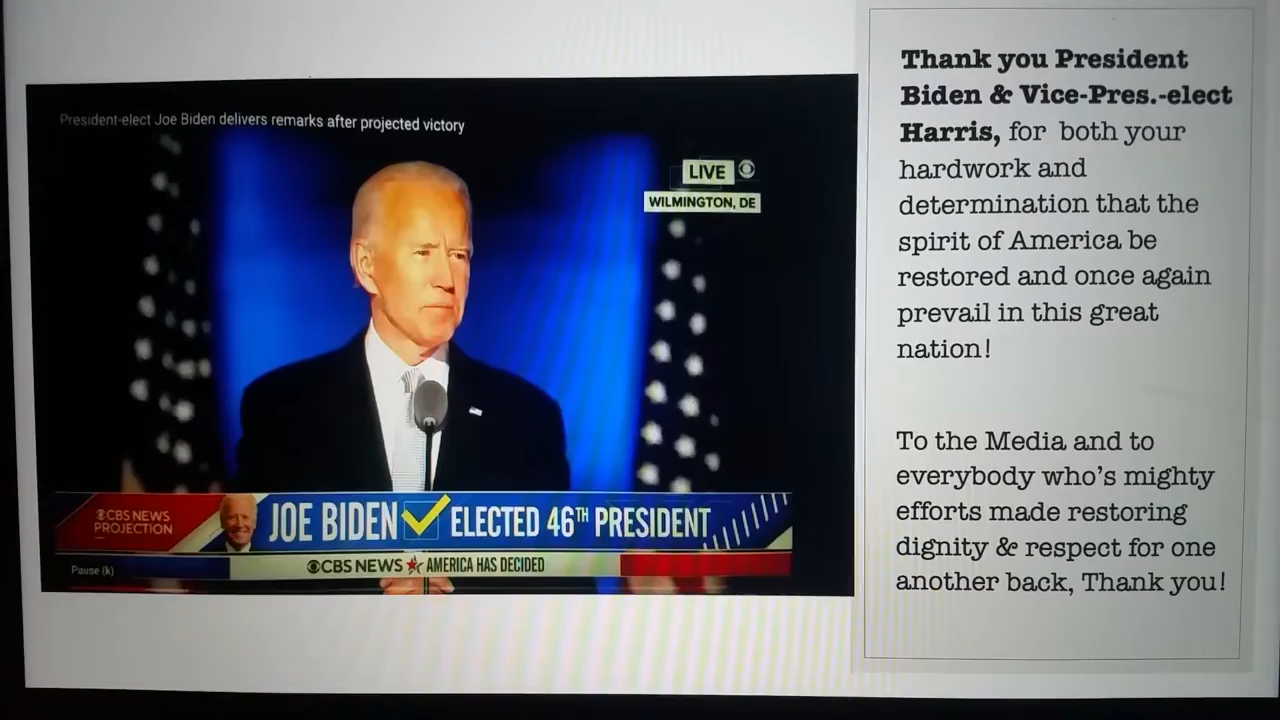 President-elect Joe Biden delivers remarks after projected victory
LIVE
WILMINGTON, DE
CBS NEWS
PROJECTION
JOE BIDEN ELECTED 46TH PRESIDENT
CBS NEWS AMERICA HAS DECIDED
Pause (k)
Thank you President
Biden & Vice-Pres.-elect
Harris, for both your
hardwork and
determination that the
spirit of America be
restored and once again
prevail in this great
nation!
To the Media and to
everybody who's mighty
efforts made restoring
dignity & respect for one
another back, Thank you!